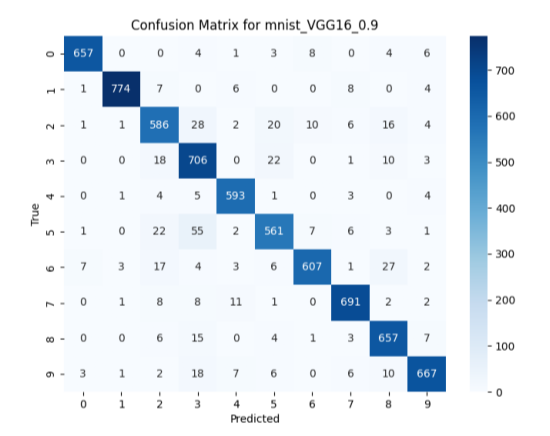 Confusion Matrix for mnist_VGG16_0.9
0 657 0 0 4 1 3 8 0 4 6
1 1 774 7 0 6 0 0 8 0 4
2 1 1 586 28 2 20 10 6 16 4
3 0 0 18 706 0 22 0 1 10 3
4 0 1 4 5 593 1 0 3 0 4
5 1 0 22 55 2 561 7 6 3 1
6 7 3 17 4 3 6 607 1 27 2
7 0 1 8 8 11 1 0 691 2 2
8 0 0 6 15 0 4 1 3 657 7
9 3 1 2 18 7 6 0 6 10 667
0 1 2 3 4 5 6 7 8 9
Predicted
True
700
600
500
400
300
200
100
0